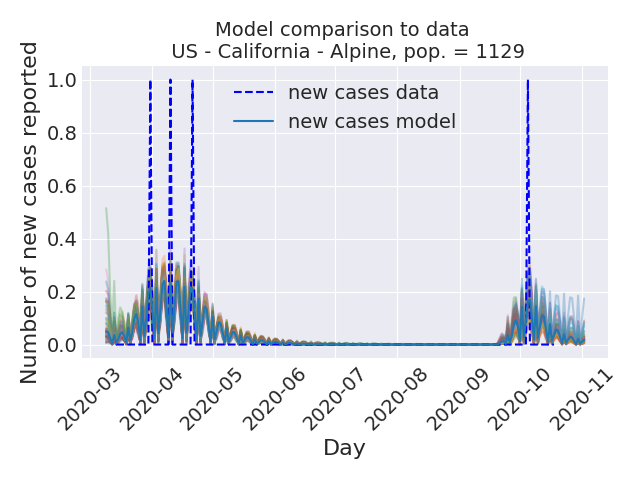 Model comparison to data
US - California - Alpine, pop. = 1129
new cases data
new cases model
Number of new cases reported
1.0
0.8
0.6
0.4
0.2
0.0
2020-03
2020-04
2020-05
2020-06
2020-07
2020-08
2020-09
2020-10
2020-11
Day